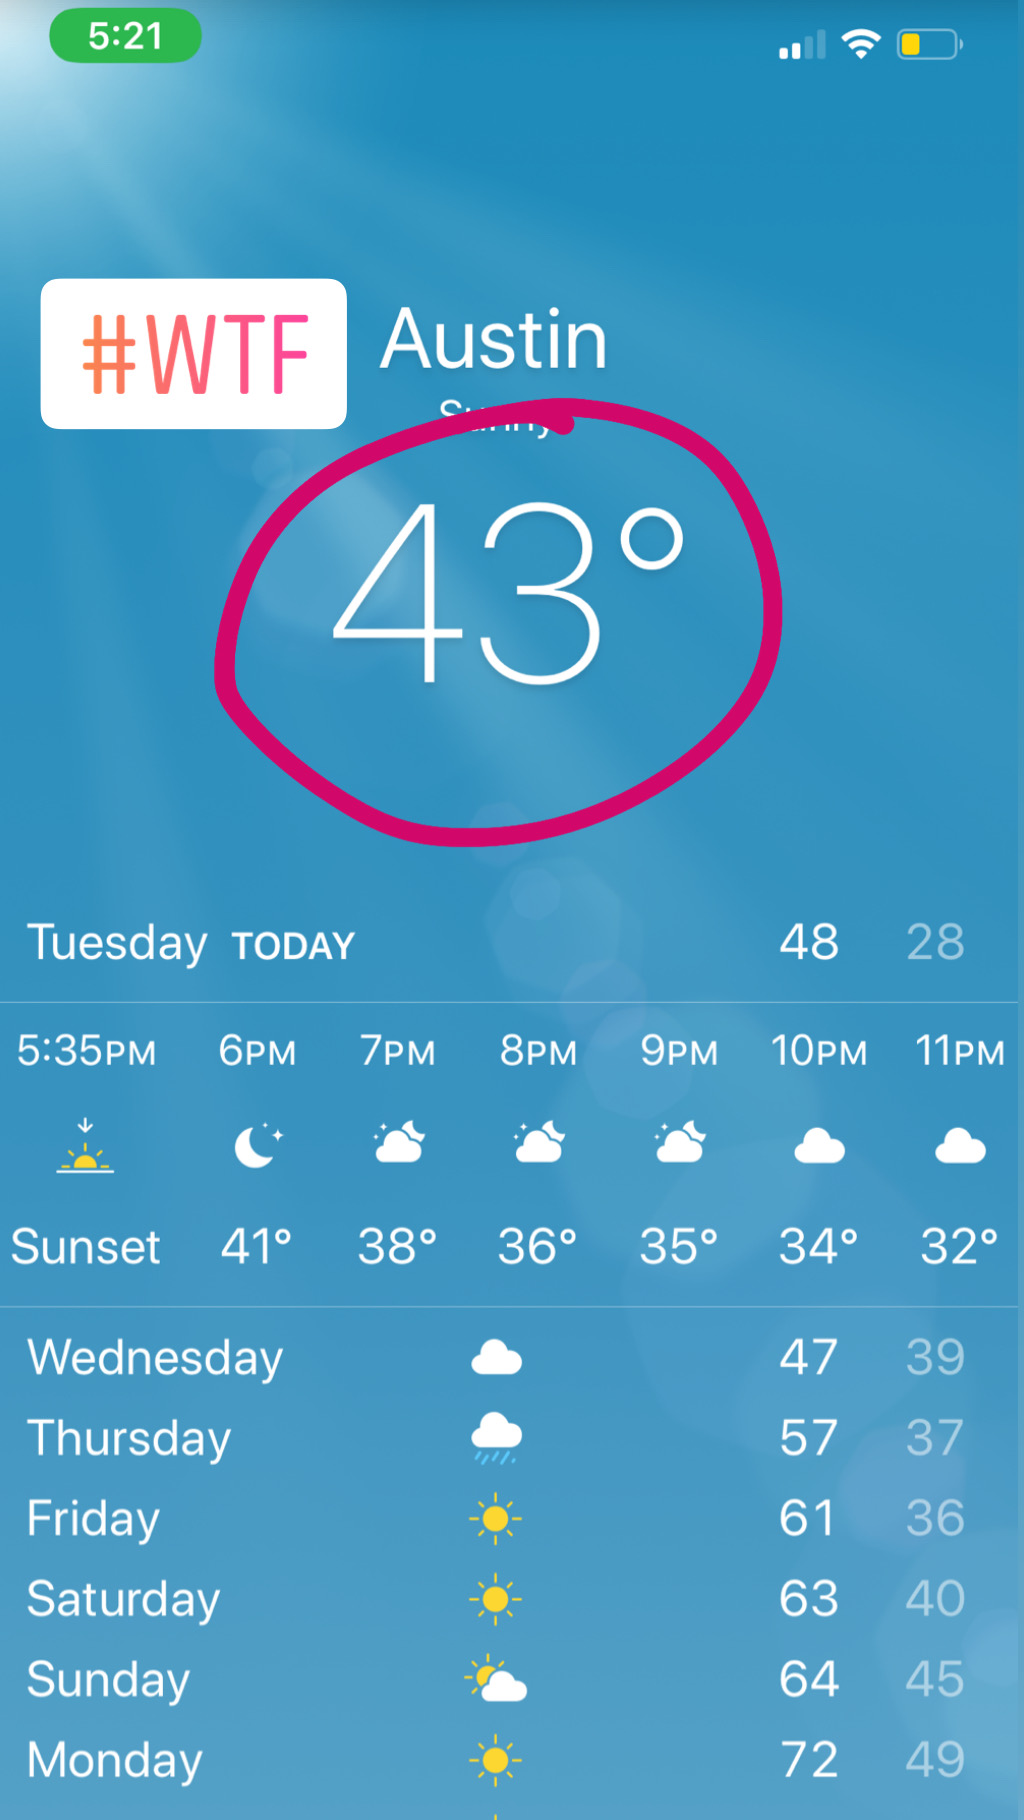 5:21
#WTF
Austin
Sunny
43°
Tuesday TODAY 48 28
5:35PM 6PM 7PM 8PM 9PM 10PM 11PM
Sunset 41° 38° 36° 35° 34° 32°
Wednesday 47 39
Thursday 57 37
Friday 61 36
Saturday 63 40
Sunday 64 45
Monday 72 49